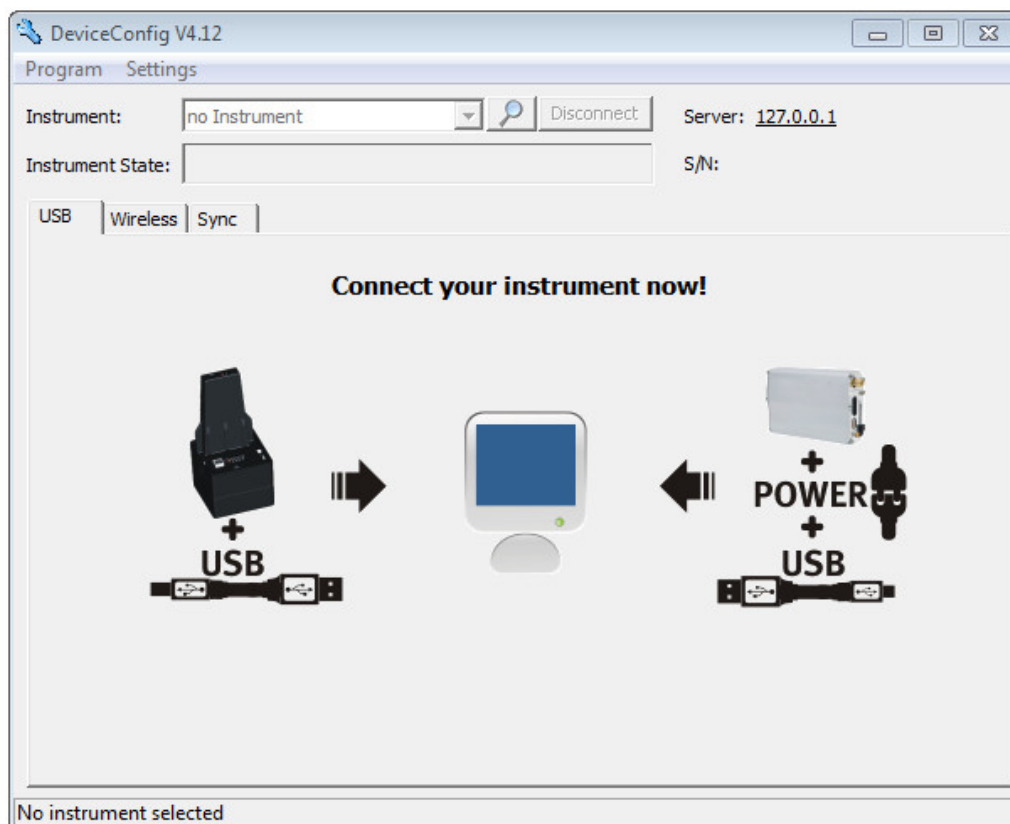 DeviceConfig V4.12
Program Settings
Instrument: no Instrument Disconnect Server: 127.0.0.1
Instrument State: S/N:
USB Wireless Sync
Connect your instrument now!
+
+ POWER
+ +
USB USB
No instrument selected